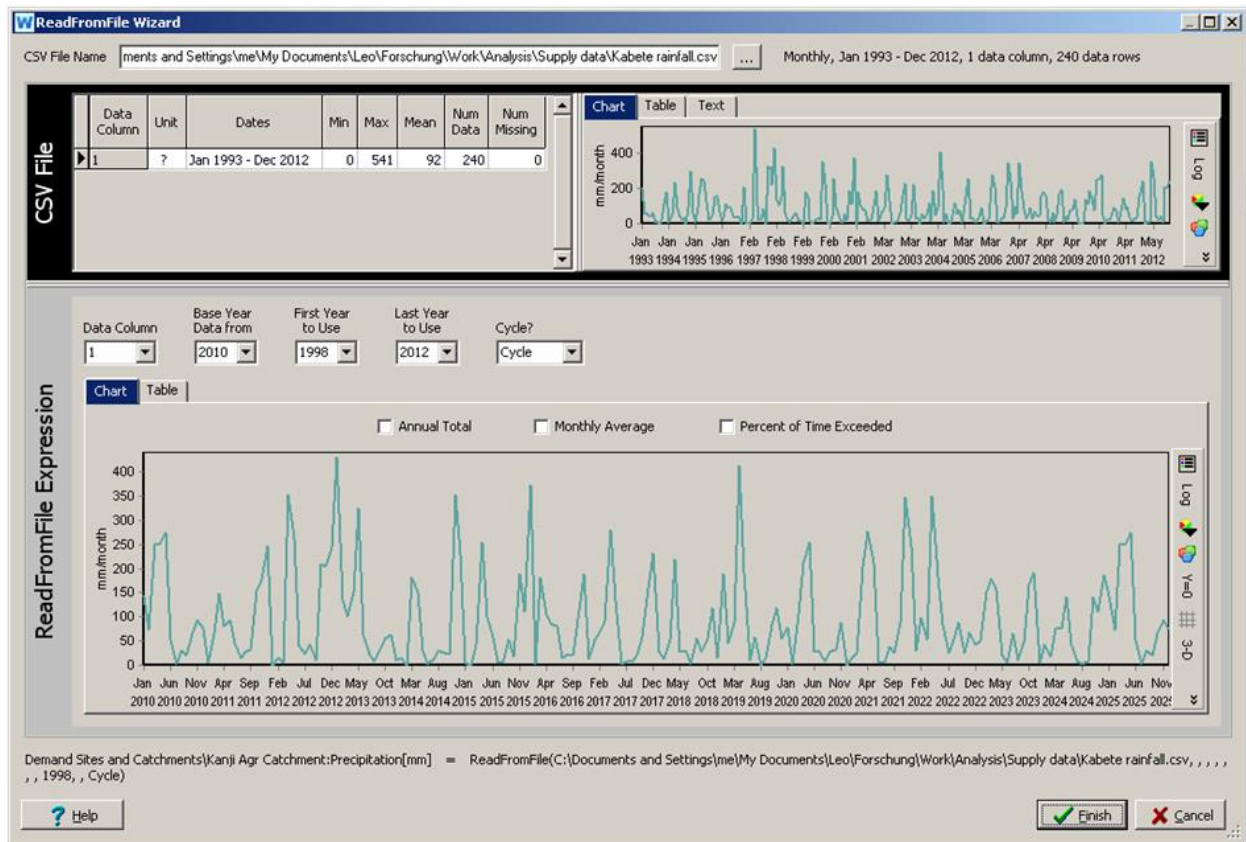 ReadFromFile Wizard
CSV File Name ments and Settings\me\My Documents\Leo\Forschung\Work\Analysis\Supply data\Kabete rainfall.csv ... Monthly, Jan 1993 - Dec 2012, 1 data column, 240 data rows
CSV File
Data Column Unit Dates Min Max Mean Num Data Num Missing
1 ? Jan 1993 - Dec 2012 0 541 92 240 0
Chart Table Text
mm/month
400
200
0
Jan Jan Jan Jan Feb Feb Feb Feb Feb Mar Mar Mar Mar Mar Apr Apr Apr Apr Apr May
1993 1994 1995 1996 1997 1998 1999 2000 2001 2002 2003 2004 2005 2006 2007 2008 2009 2010 2011 2012
Log
ReadFromFile Expression
Data Column Base Year Data from First Year to Use Last Year to Use Cycle?
1 2010 1998 2012 Cycle
Chart Table
Annual Total Monthly Average Percent of Time Exceeded
mm/month
400
350
300
250
200
150
100
50
0
Jan Jun Nov Apr Sep Feb Jul Dec May Oct Mar Aug Jan Jun Nov Apr Sep Feb Jul Dec May Oct Mar Aug Jan Jun Nov Apr Sep Feb Jul Dec May Oct Mar Aug Jan Jun Nov
2010 2010 2010 2011 2011 2012 2012 2012 2013 2013 2014 2014 2015 2015 2015 2016 2016 2017 2017 2017 2018 2018 2019 2019 2020 2020 2020 2021 2021 2022 2022 2022 2023 2023 2024 2024 2025 2025 2025
Log
Y=0
3-D
Demand Sites and Catchments\Kanji Agr Catchment:Precipitation[mm] = ReadFromFile(C:\Documents and Settings\me\My Documents\Leo\Forschung\Work\Analysis\Supply data\Kabete rainfall.csv, , , , ,
, , 1998, , Cycle)
? Help Finish Cancel